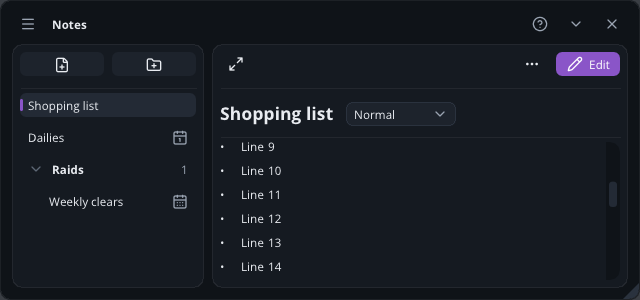 Notes
Edit
Shopping list
Dailies
Raids 1
Weekly clears
Shopping list Normal
• Line 9
• Line 10
• Line 11
• Line 12
• Line 13
• Line 14